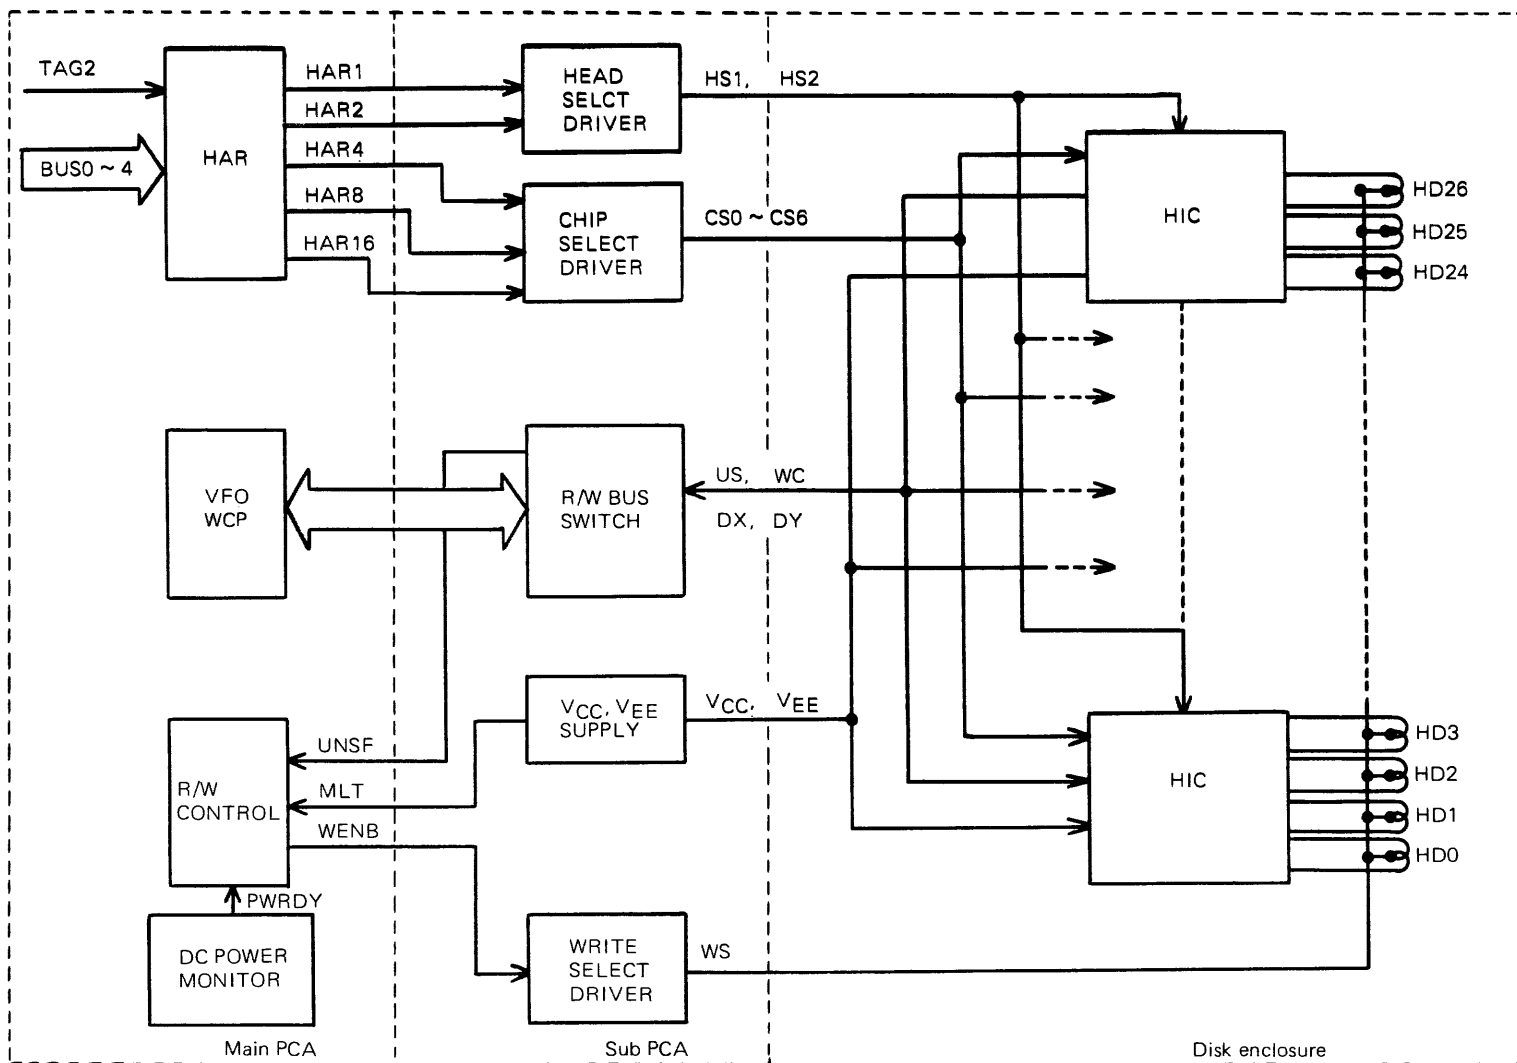 TAG2
BUS0 ~ 4
HAR
HAR1
HAR2
HAR4
HAR8
HAR16
HEAD
SELCT
DRIVER
HS1, HS2
CHIP
SELECT
DRIVER
CS0 ~ CS6
HIC
HD26
HD25
HD24
VFO
WCP
R/W BUS
SWITCH
US, WC
DX, DY
VCC, VEE
SUPPLY
VCC, VEE
R/W
CONTROL
UNSF
MLT
WENB
PWRDY
DC POWER
MONITOR
WRITE
SELECT
DRIVER
WS
HIC
HD3
HD2
HD1
HD0
Main PCA
Sub PCA
Disk enclosure